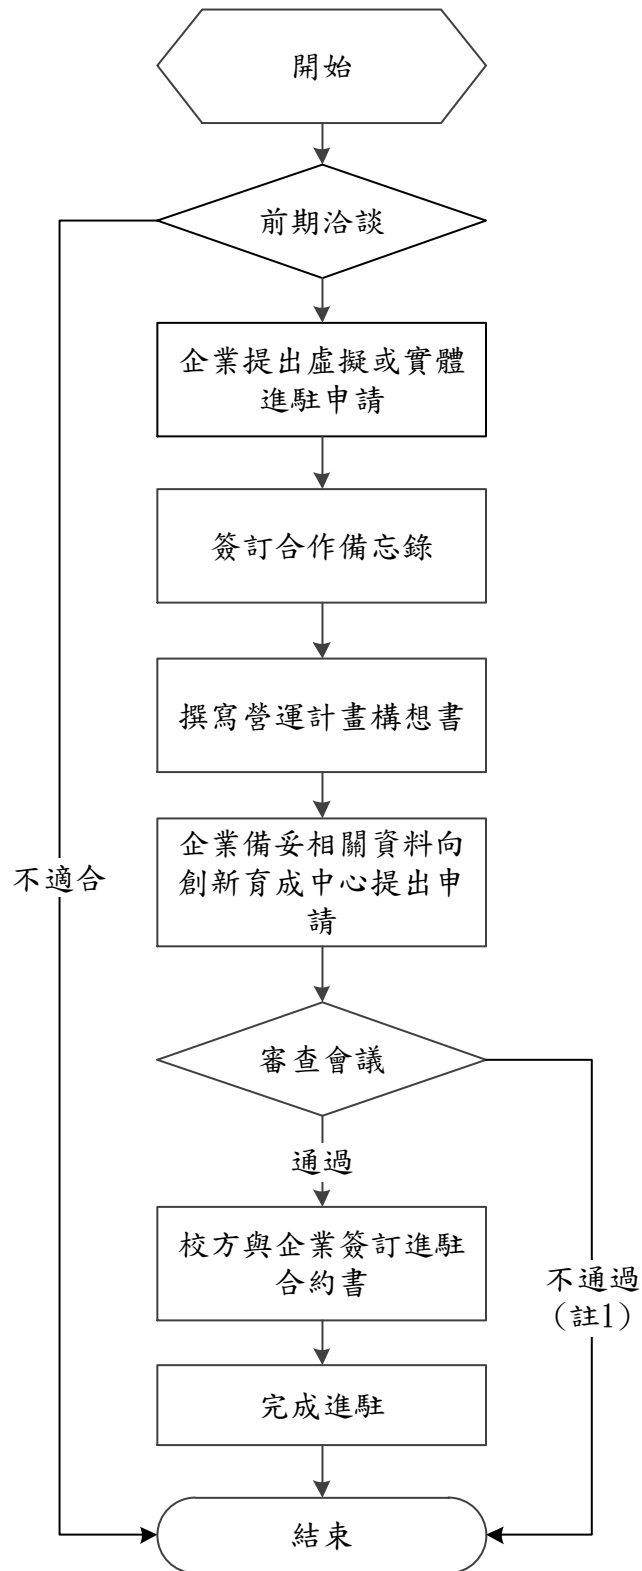 開始
前期洽談
企業提出虛擬或實體
進駐申請
簽訂合作備忘錄
撰寫營運計畫構想書
企業備妥相關資料向
創新育成中心提出申
請
不適合
審查會議
通過
校方與企業簽訂進駐
合約書
不通過
(註1)
完成進駐
結束